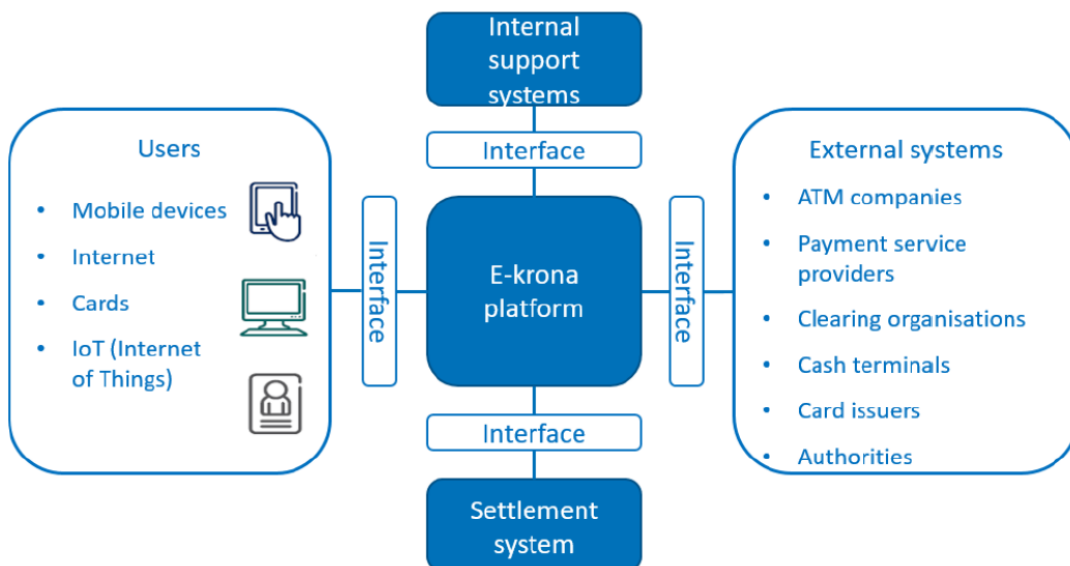 Internal
support
systems
Interface
Users
• Mobile devices
• Internet
• Cards
• IoT (Internet
of Things)
Interface
E-krona
platform
Interface
External systems
• ATM companies
• Payment service
providers
• Clearing organisations
• Cash terminals
• Card issuers
• Authorities
Interface
Settlement
system